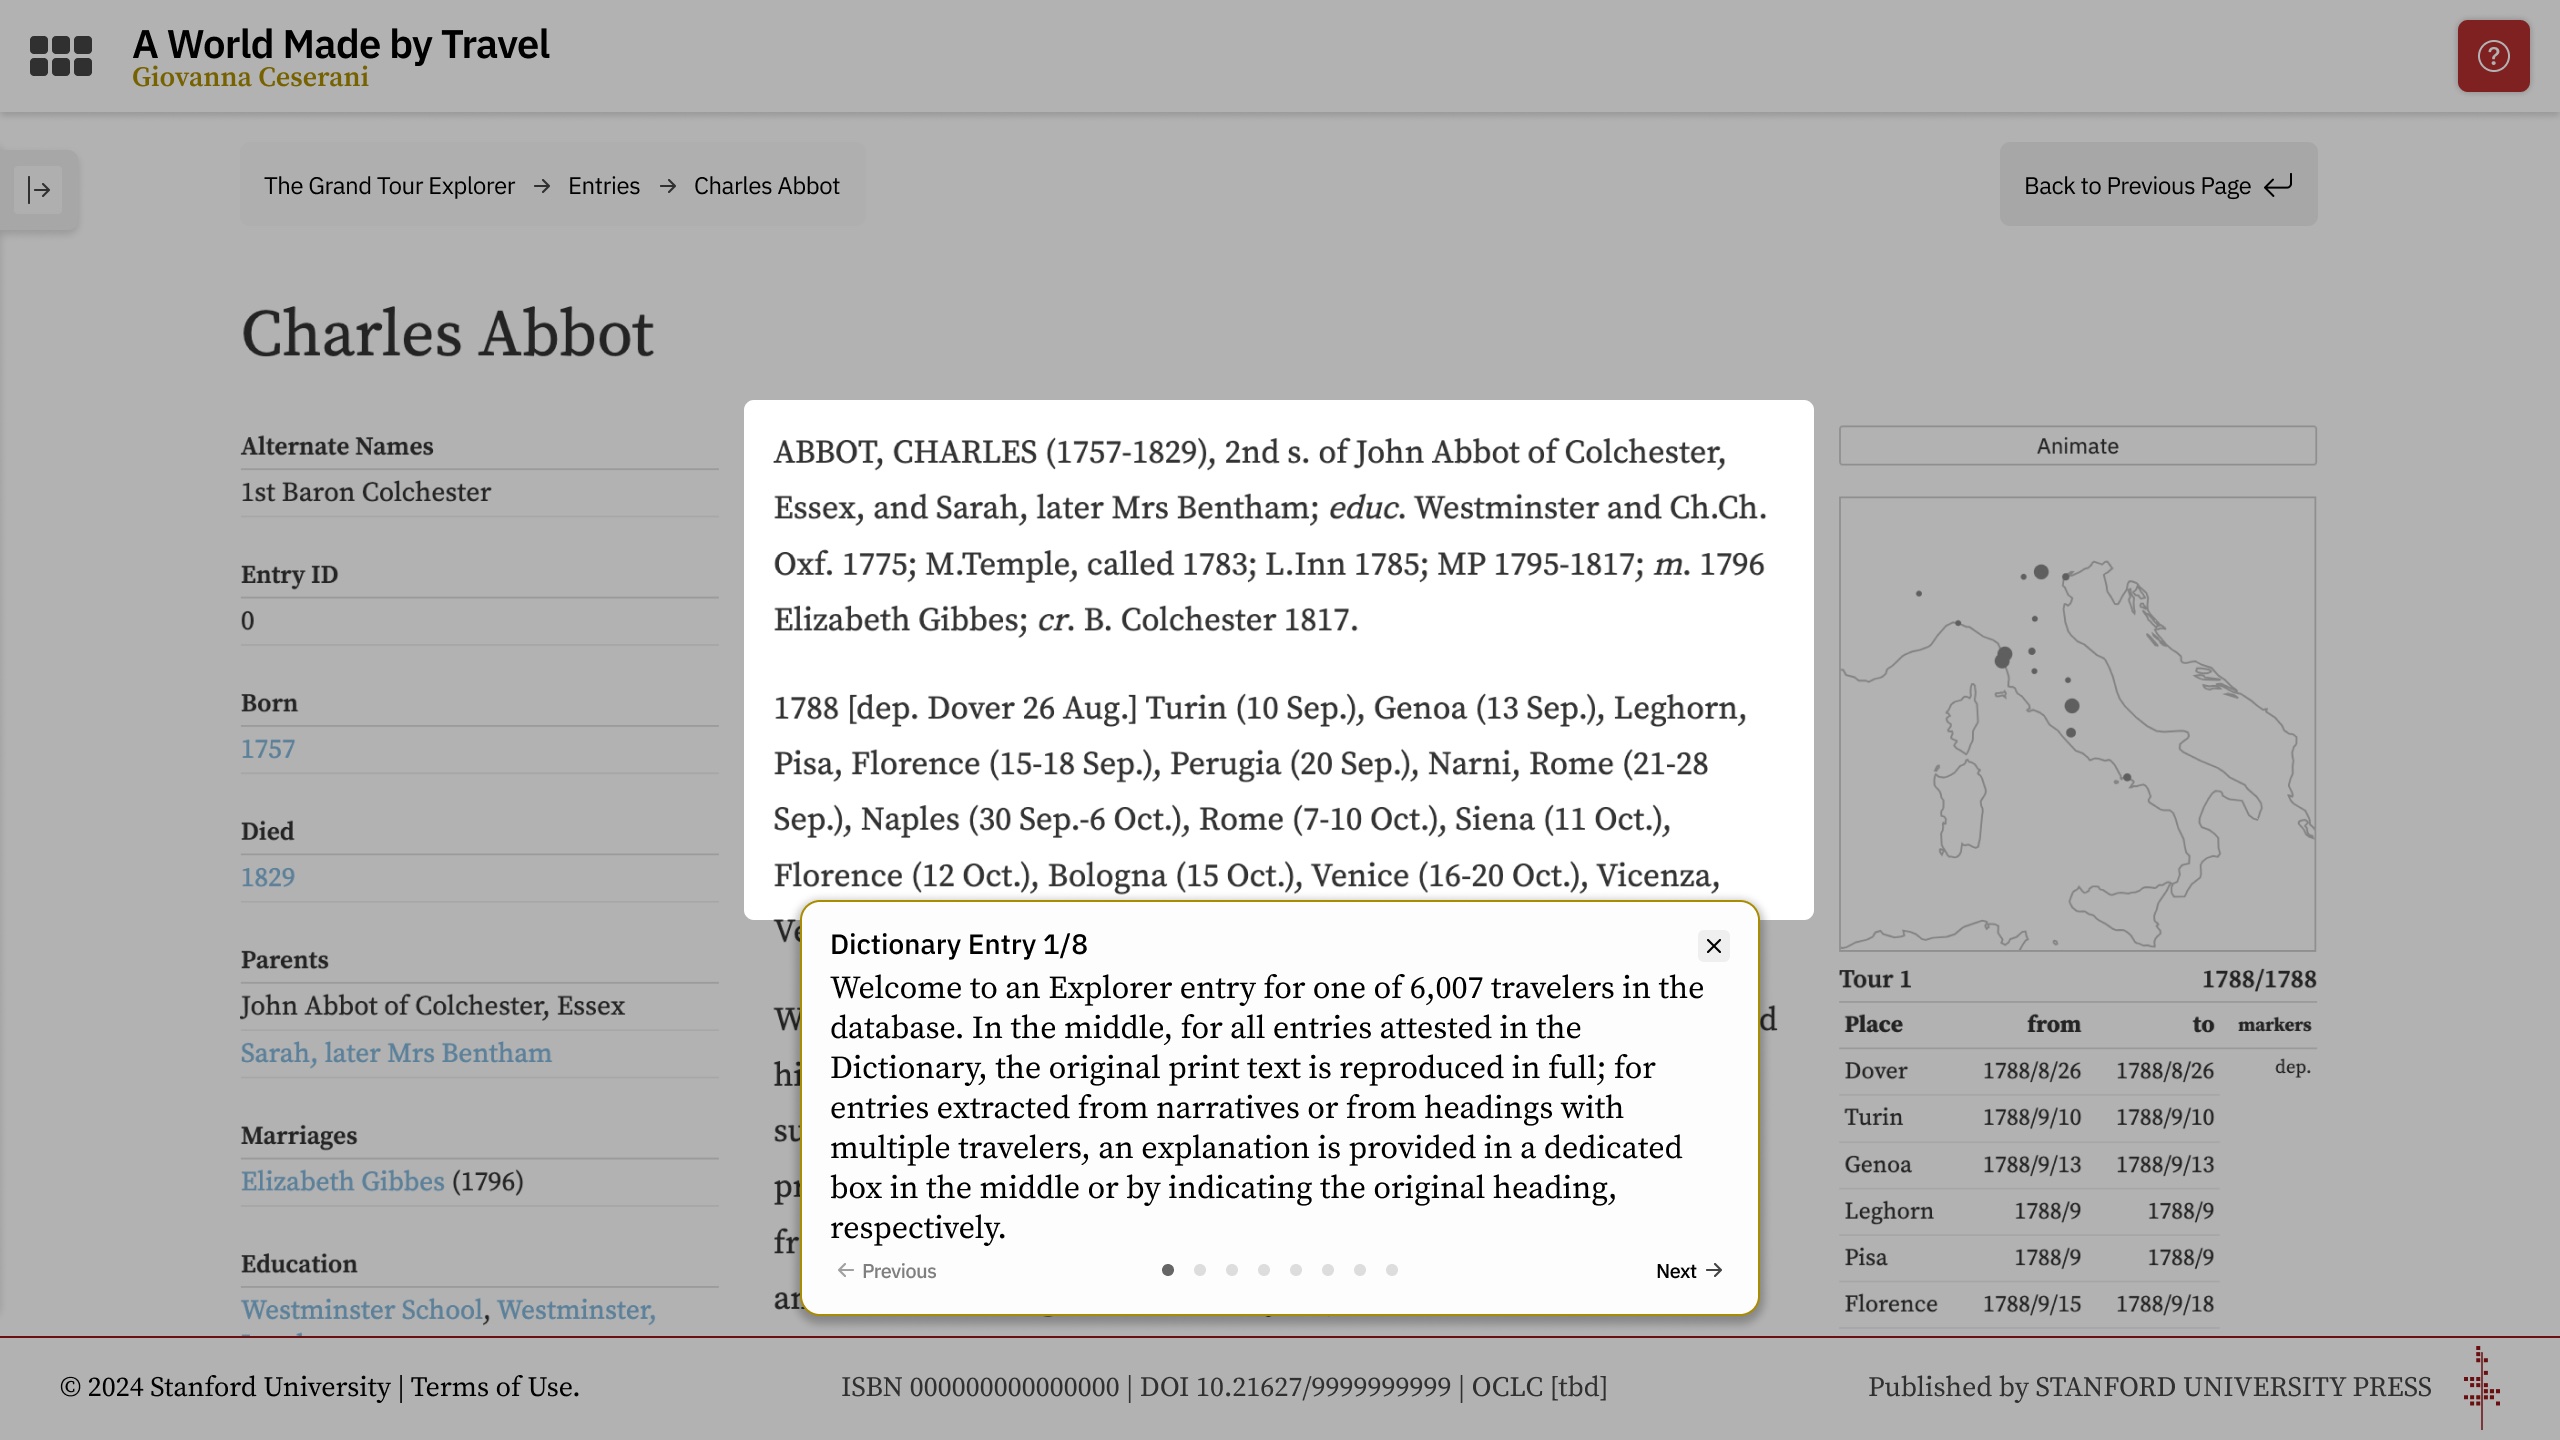 A World Made by Travel
Giovanna Ceserani
The Grand Tour Explorer → Entries → Charles Abbot
Back to Previous Page
Charles Abbot
Alternate Names
1st Baron Colchester
Entry ID
0
Born
1757
Died
1829
Parents
John Abbot of Colchester, Essex
Sarah, later Mrs Bentham
Marriages
Elizabeth Gibbes (1796)
Education
Westminster School, Westminster,
ABBOT, CHARLES (1757-1829), 2nd s. of John Abbot of Colchester,
Essex, and Sarah, later Mrs Bentham; educ. Westminster and Ch.Ch.
Oxf. 1775; M.Temple, called 1783; L.Inn 1785; MP 1795-1817; m. 1796
Elizabeth Gibbes; cr. B. Colchester 1817.
1788 [dep. Dover 26 Aug.] Turin (10 Sep.), Genoa (13 Sep.), Leghorn,
Pisa, Florence (15-18 Sep.), Perugia (20 Sep.), Narni, Rome (21-28
Sep.), Naples (30 Sep.-6 Oct.), Rome (7-10 Oct.), Siena (11 Oct.),
Florence (12 Oct.), Bologna (15 Oct.), Venice (16-20 Oct.), Vicenza,
Dictionary Entry 1/8
Welcome to an Explorer entry for one of 6,007 travelers in the
database. In the middle, for all entries attested in the
Dictionary, the original print text is reproduced in full; for
entries extracted from narratives or from headings with
multiple travelers, an explanation is provided in a dedicated
box in the middle or by indicating the original heading,
respectively.
← Previous
Next →
Animate
Tour 1 1788/1788
Place from to markers
Dover 1788/8/26 1788/8/26 dep.
Turin 1788/9/10 1788/9/10
Genoa 1788/9/13 1788/9/13
Leghorn 1788/9 1788/9
Pisa 1788/9 1788/9
Florence 1788/9/15 1788/9/18
© 2024 Stanford University | Terms of Use.
ISBN 000000000000000 | DOI 10.21627/9999999999 | OCLC [tbd]
Published by STANFORD UNIVERSITY PRESS